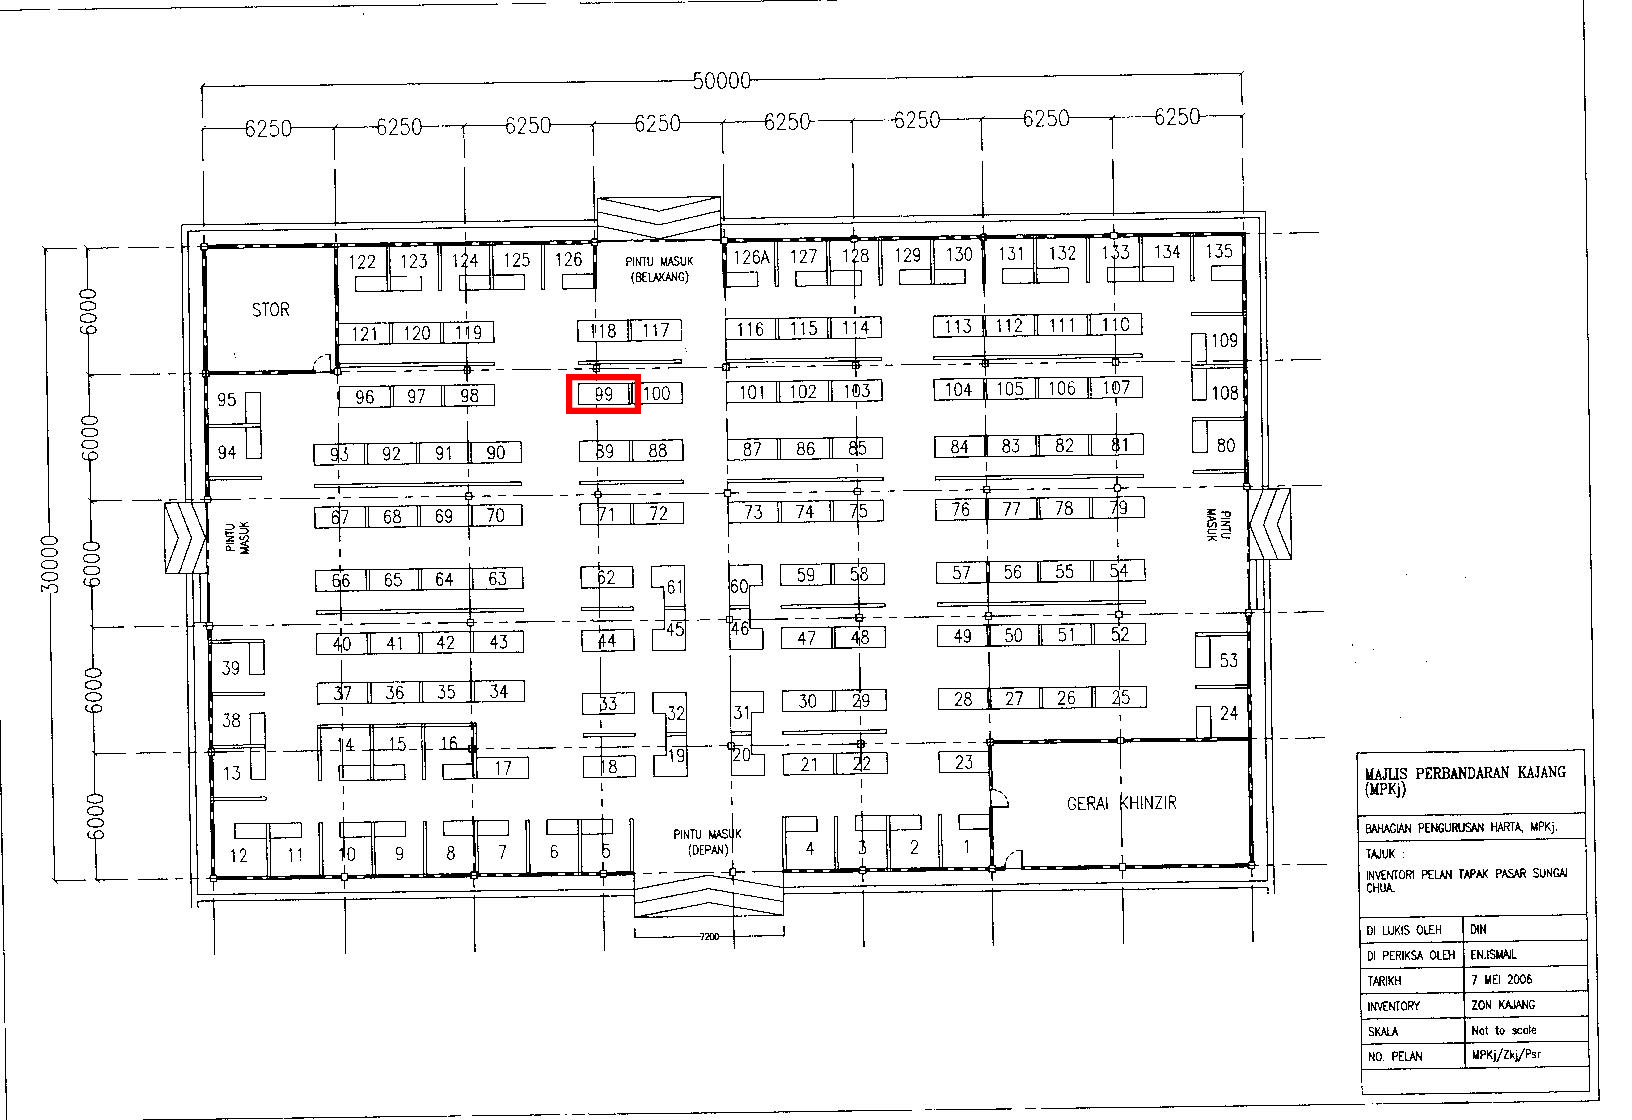 50000
6250 6250 6250 6250 6250 6250 6250 6250
30000
6000
6000
6000
6000
6000
STOR
122 123 124 125 126
PINTU MASUK
(BELAKANG)
126A 127 128 129 130 131 132 133 134 135
121 120 119 118 117 116 115 114 113 112 111 110
109
96 97 98 99 100 101 102 103 104 105 106 107
108
95
94
93 92 91 90 89 88 87 86 85 84 83 82 81
80
67 68 69 70 71 72 73 74 75 76 77 78 79
PINTU
MASUK
PINTU
MASUK
66 65 64 63 62 61 60 59 58 57 56 55 54
40 41 42 43 44 45 46 47 48 49 50 51 52
39
53
37 36 35 34 33 32 31 30 29 28 27 26 25
38
24
14 15 16
13
17 18 19 20 21 22 23
GERAI KHINZIR
PINTU MASUK
(DEPAN)
12 11 10 9 8 7 6 5 4 3 2 1
7200
MAJLIS PERBANDARAN KAJANG
(MPKj)
BAHAGIAN PENGURUSAN HARTA, MPKj.
TAJUK :
INVENTORI PELAN TAPAK PASAR SUNGAI
CHUA.
DI LUKIS OLEH DIN
DI PERIKSA OLEH EN.ISMAIL
TARIKH 7 MEI 2006
INVENTORY ZON KAJANG
SKALA Not to scale
NO. PELAN MPKj/Zkj/Psr